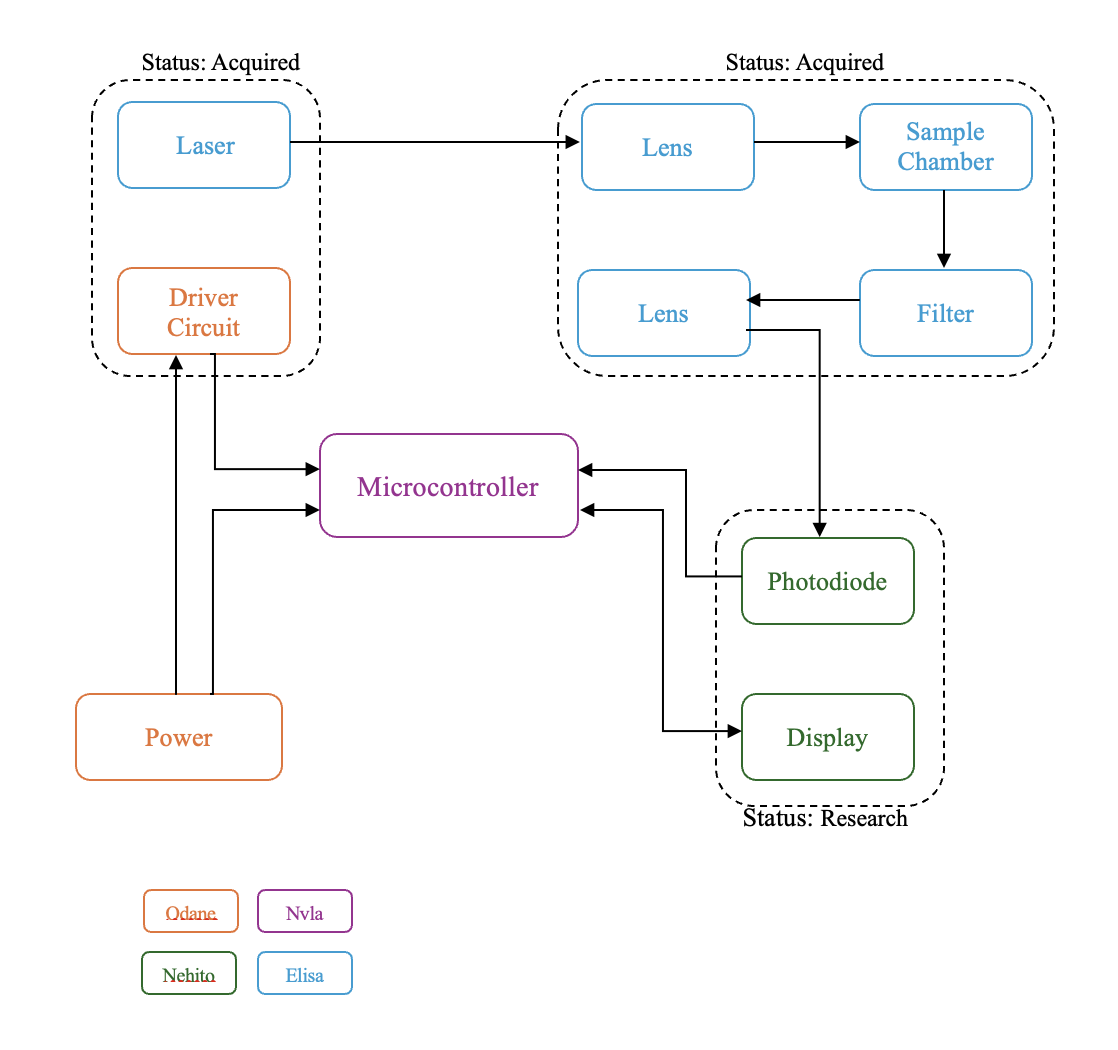 Status: Acquired
Status: Acquired
Laser
Lens
Sample
Chamber
Driver
Circuit
Lens
Filter
Microcontroller
Photodiode
Power
Display
Status: Research
Odane
Nvla
Nehito
Elisa